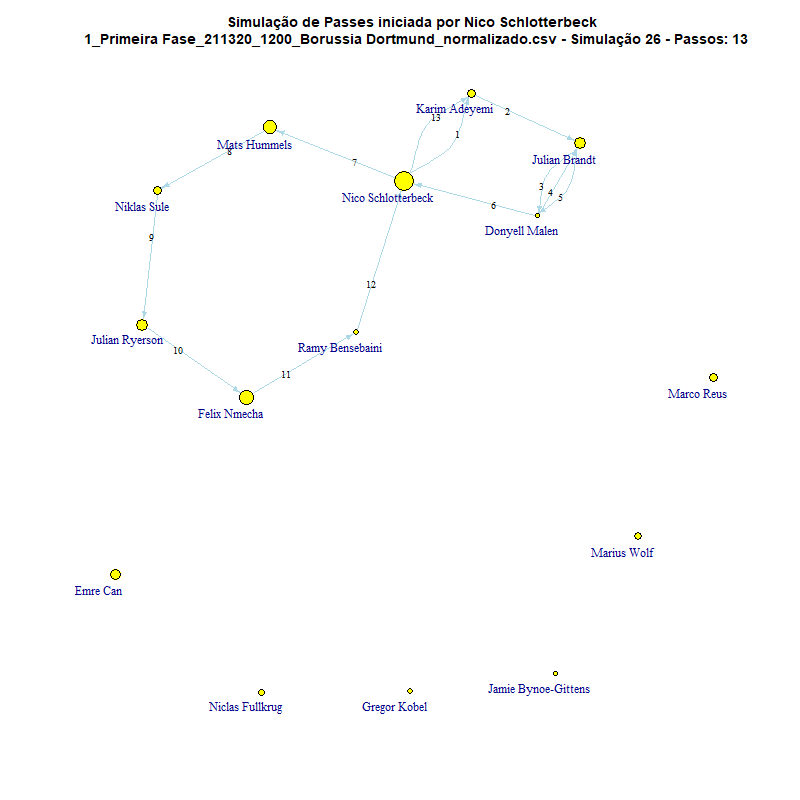 Simulação de Passes iniciada por Nico Schlotterbeck
1_Primeira Fase_211320_1200_Borussia Dortmund_normalizado.csv - Simulação 26 - Passos: 13
Karim Adeyemi
13
2
1
Mats Hummels
8
7
Julian Brandt
Nico Schlotterbeck
3
4
5
Niklas Sule
6
Donyell Malen
9
12
Julian Ryerson
10
Ramy Bensebaini
11
Felix Nmecha
Marco Reus
Marius Wolf
Emre Can
Jamie Bynoe-Gittens
Niclas Fullkrug
Gregor Kobel